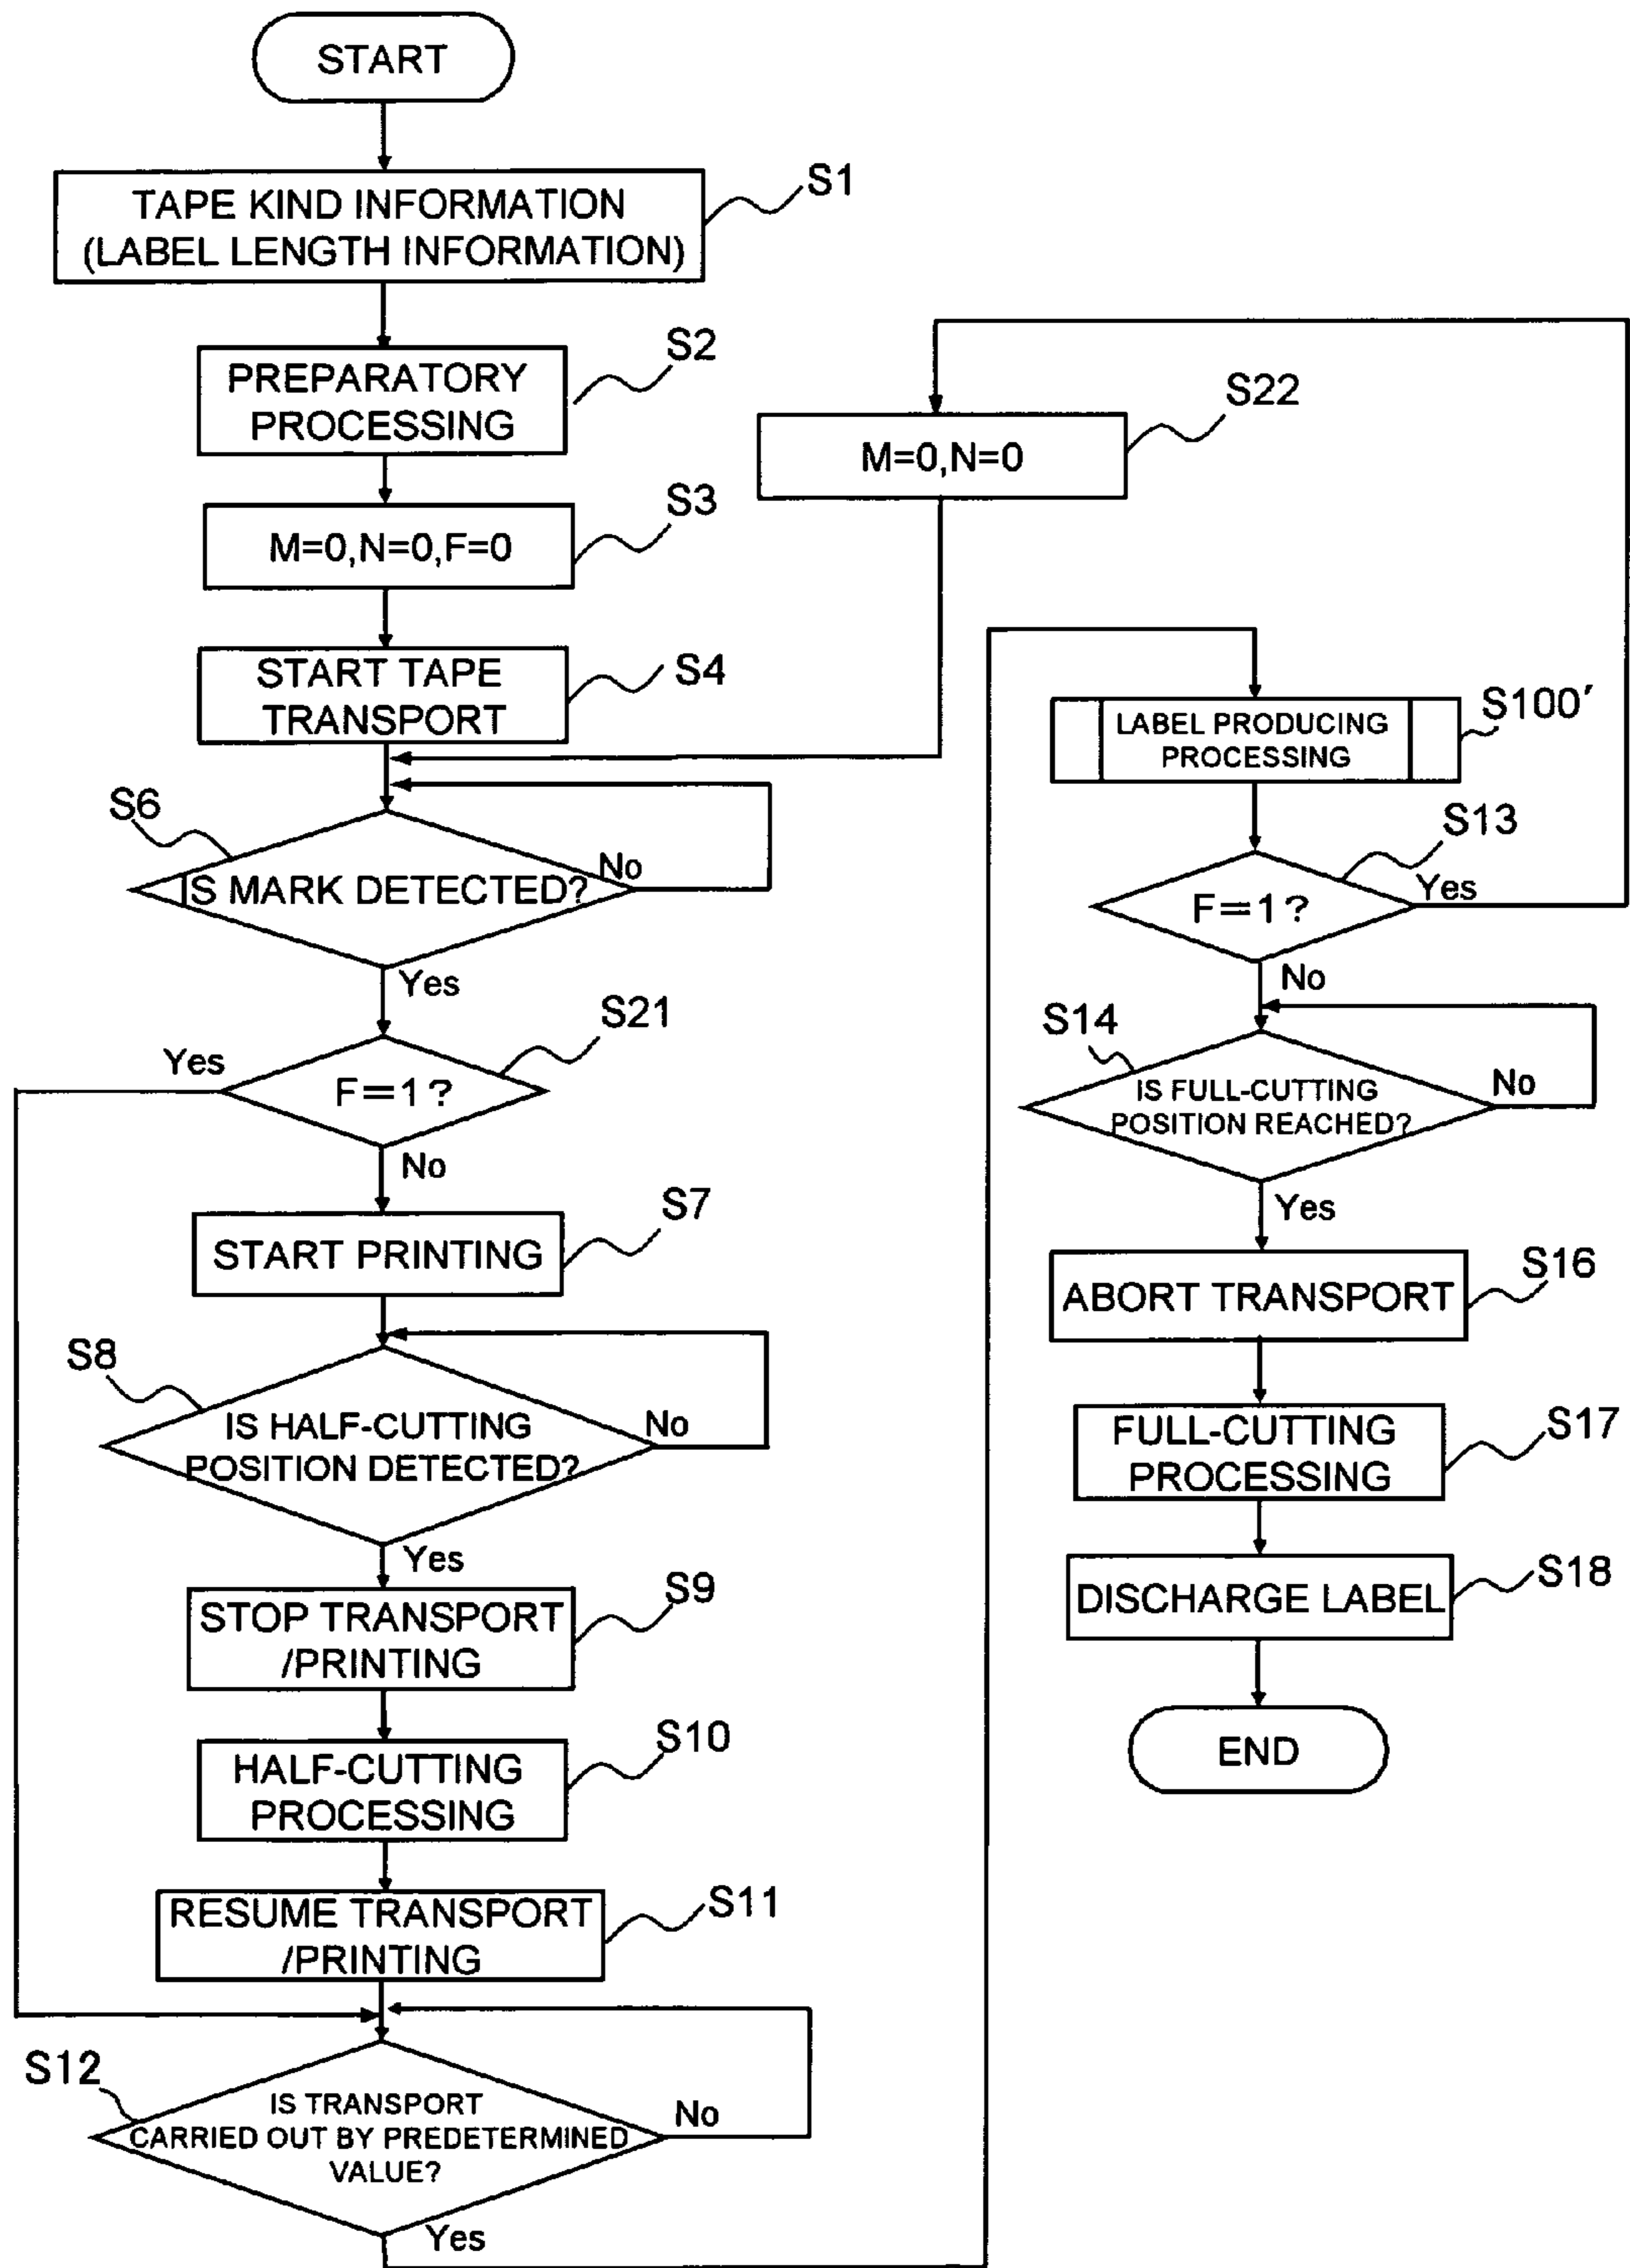 START
TAPE KIND INFORMATION
(LABEL LENGTH INFORMATION)
S1
PREPARATORY
PROCESSING
S2
M=0,N=0,F=0
S3
START TAPE
TRANSPORT
S4
S6
IS MARK DETECTED?
No
Yes
S21
F=1?
Yes
No
START PRINTING
S7
S8
IS HALF-CUTTING
POSITION DETECTED?
No
Yes
STOP TRANSPORT
/PRINTING
S9
HALF-CUTTING
PROCESSING
S10
RESUME TRANSPORT
/PRINTING
S11
S12
IS TRANSPORT
CARRIED OUT BY PREDETERMINED
VALUE?
No
Yes
S22
M=0,N=0
LABEL PRODUCING
PROCESSING
S100′
S13
F=1?
Yes
No
S14
IS FULL-CUTTING
POSITION REACHED?
No
Yes
ABORT TRANSPORT
S16
FULL-CUTTING
PROCESSING
S17
DISCHARGE LABEL
S18
END